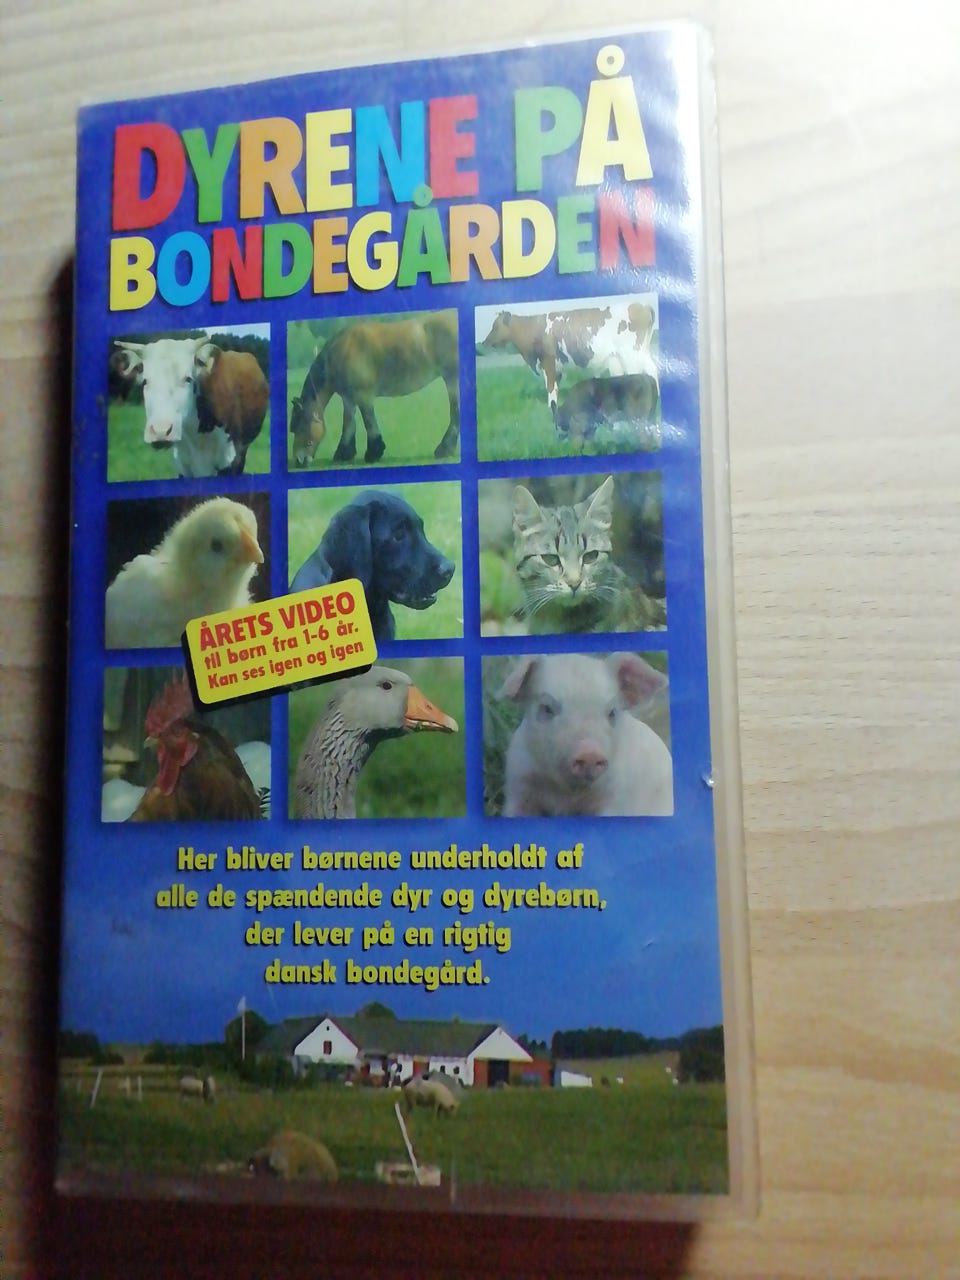 DYRENE PÅ
BONDEGÅRDEN
ÅRETS VIDEO
til børn fra 1-6 år.
Kan ses igen og igen
Her bliver børnene underholdt af
alle de spændende dyr og dyrebørn,
der lever på en rigtig
dansk bondegård.